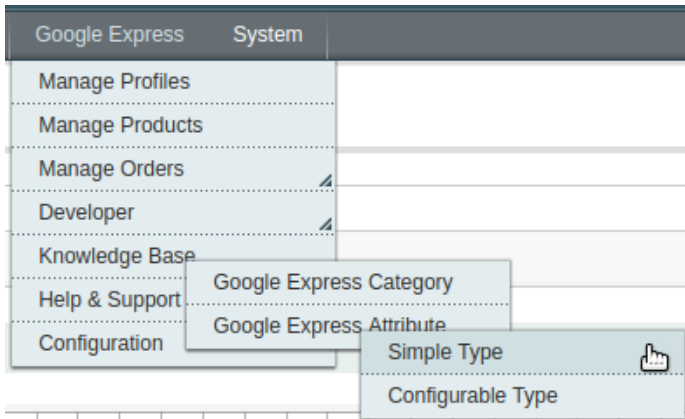 Google Express System
Manage Profiles
Manage Products
Manage Orders
Developer
Knowledge Base
Google Express Category
Help & Support
Google Express Attribute
Configuration
Simple Type
Configurable Type